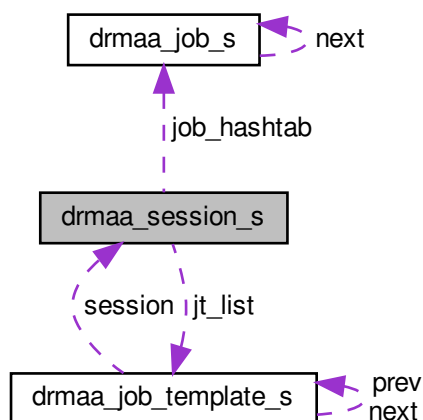 drmaa_job_s
next
job_hashtab
drmaa_session_s
session
jt_list
drmaa_job_template_s
prev
next